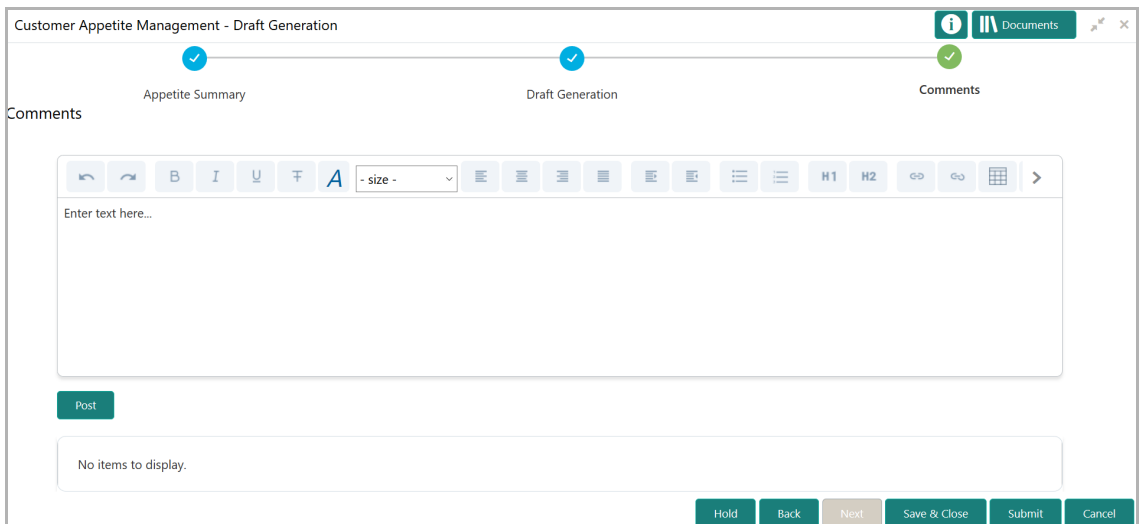 Customer Appetite Management - Draft Generation
Documents
Appetite Summary
Draft Generation
Comments
Comments
B I U T A - size - H1 H2
Enter text here...
Post
No items to display.
Hold Back Next Save & Close Submit Cancel